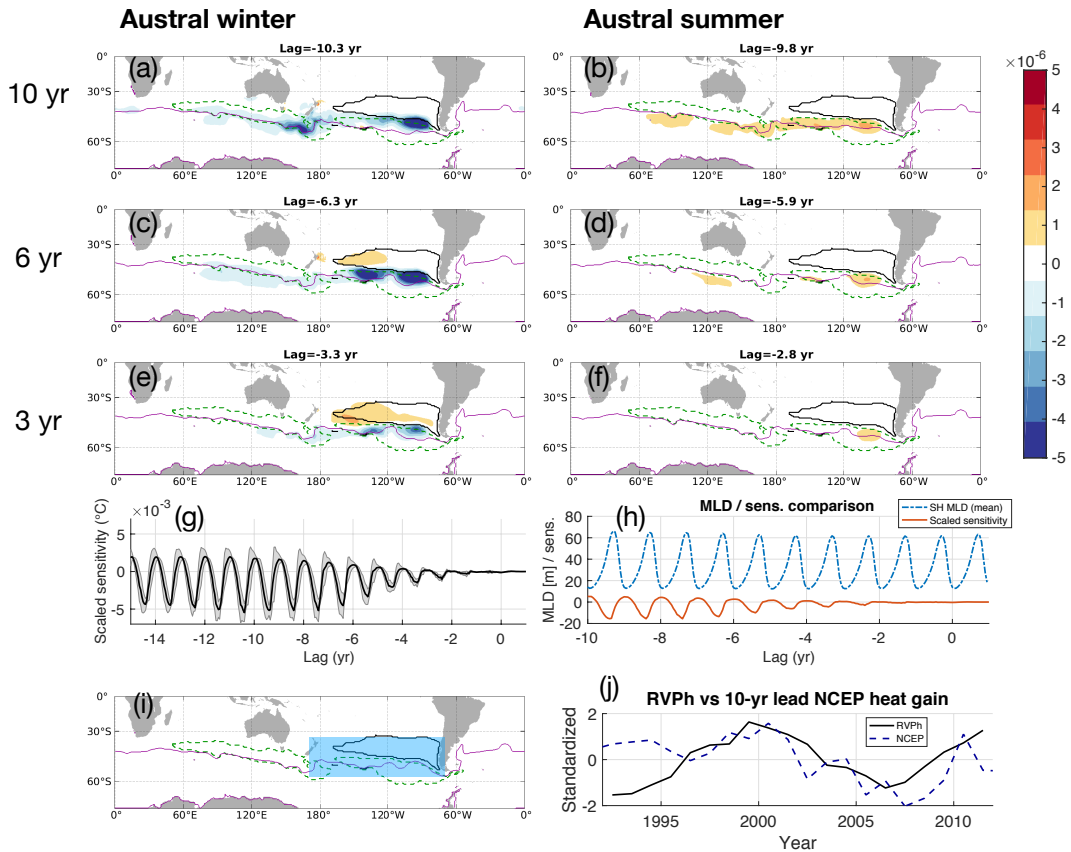 Austral winter
Austral summer
Lag=-10.3 yr
Lag=-9.8 yr
(a)
(b)
10 yr
0°
30°S
60°S
0° 60°E 120°E 180° 120°W 60°W 0°
0°
30°S
60°S
0° 60°E 120°E 180° 120°W 60°W 0°
×10⁻⁶
5
4
3
2
1
0
-1
-2
-3
-4
-5
Lag=-6.3 yr
Lag=-5.9 yr
(c)
(d)
6 yr
0°
30°S
60°S
0° 60°E 120°E 180° 120°W 60°W 0°
0°
30°S
60°S
0° 60°E 120°E 180° 120°W 60°W 0°
Lag=-3.3 yr
Lag=-2.8 yr
(e)
(f)
3 yr
0°
30°S
60°S
0° 60°E 120°E 180° 120°W 60°W 0°
0°
30°S
60°S
0° 60°E 120°E 180° 120°W 60°W 0°
×10⁻³
(g)
Scaled sensitivity (°C)
5
0
-5
-14 -12 -10 -8 -6 -4 -2 0
Lag (yr)
MLD / sens. comparison
(h)
SH MLD (mean)
Scaled sensitivity
MLD [m] / sens.
80
60
40
20
0
-20
-10 -8 -6 -4 -2 0
Lag (yr)
(i)
0°
30°S
60°S
0° 60°E 120°E 180° 120°W 60°W 0°
(j)
RVPh vs 10-yr lead NCEP heat gain
RVPh
NCEP
Standardized
2
0
-2
1995 2000 2005 2010
Year